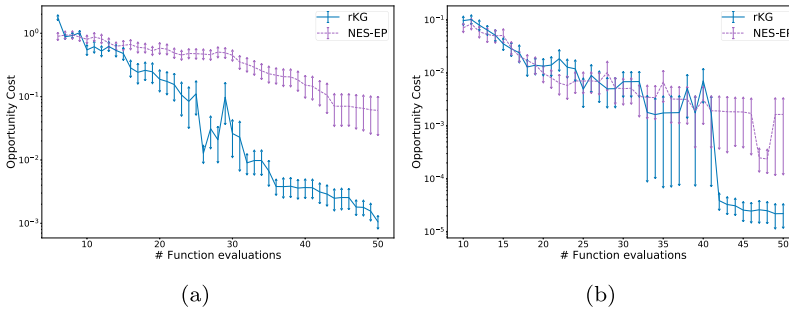 rKG
NES-EP
10⁰
10⁻¹
10⁻²
10⁻³
Opportunity Cost
10 20 30 40 50
# Function evaluations
(a)
rKG
NES-EP
10⁻¹
10⁻²
10⁻³
10⁻⁴
10⁻⁵
Opportunity Cost
10 15 20 25 30 35 40 45 50
# Function evaluations
(b)